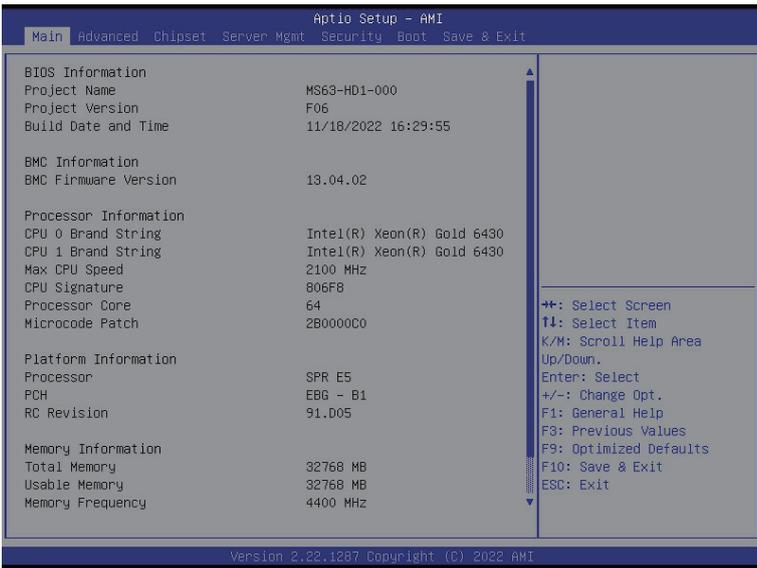 Aptio Setup – AMI
Main Advanced Chipset Server Mgmt Security Boot Save & Exit
BIOS Information
Project Name MS63-HD1-000
Project Version F06
Build Date and Time 11/18/2022 16:29:55
BMC Information
BMC Firmware Version 13.04.02
Processor Information
CPU 0 Brand String Intel(R) Xeon(R) Gold 6430
CPU 1 Brand String Intel(R) Xeon(R) Gold 6430
Max CPU Speed 2100 MHz
CPU Signature 806F8
Processor Core 64
Microcode Patch 2B0000C0
Platform Information
Processor SPR E5
PCH EBG - B1
RC Revision 91.D05
Memory Information
Total Memory 32768 MB
Usable Memory 32768 MB
Memory Frequency 4400 MHz
→←: Select Screen
↑↓: Select Item
K/M: Scroll Help Area
Up/Down.
Enter: Select
+/-: Change Opt.
F1: General Help
F3: Previous Values
F9: Optimized Defaults
F10: Save & Exit
ESC: Exit
Version 2.22.1287 Copyright (C) 2022 AMI